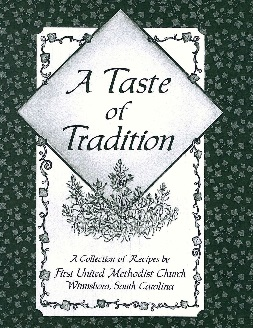 A Taste
of
Tradition
A Collection of Recipes by
First United Methodist Church
Winnsboro, South Carolina